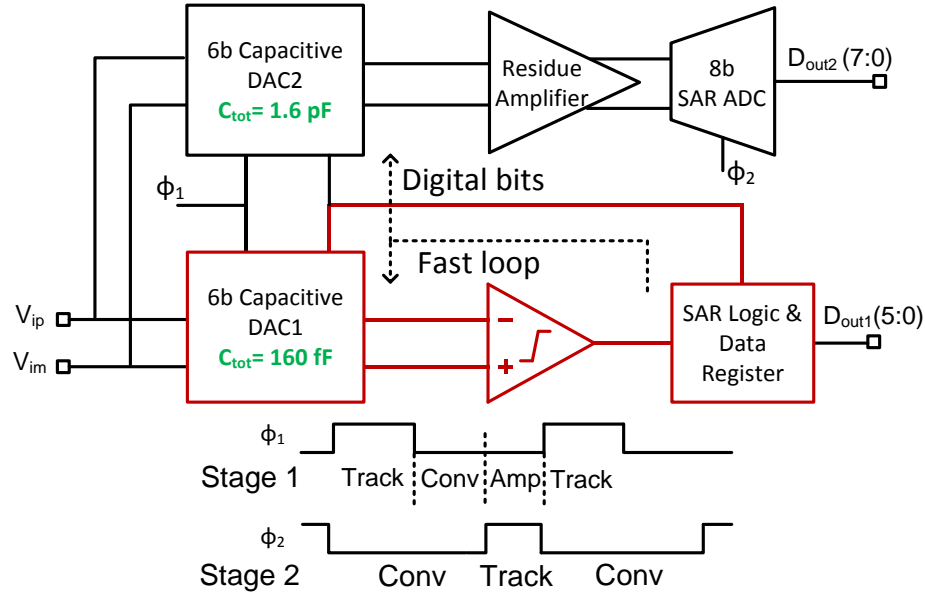 6b Capacitive
DAC2
Ctot= 1.6 pF
Residue
Amplifier
8b
SAR ADC
Dout2 (7:0)
ϕ1
Digital bits
ϕ2
Fast loop
6b Capacitive
DAC1
Ctot= 160 fF
Vip
Vim
−
+
SAR Logic &
Data
Register
Dout1(5:0)
ϕ1
Stage 1
Track
Conv
Amp
Track
ϕ2
Stage 2
Conv
Track
Conv